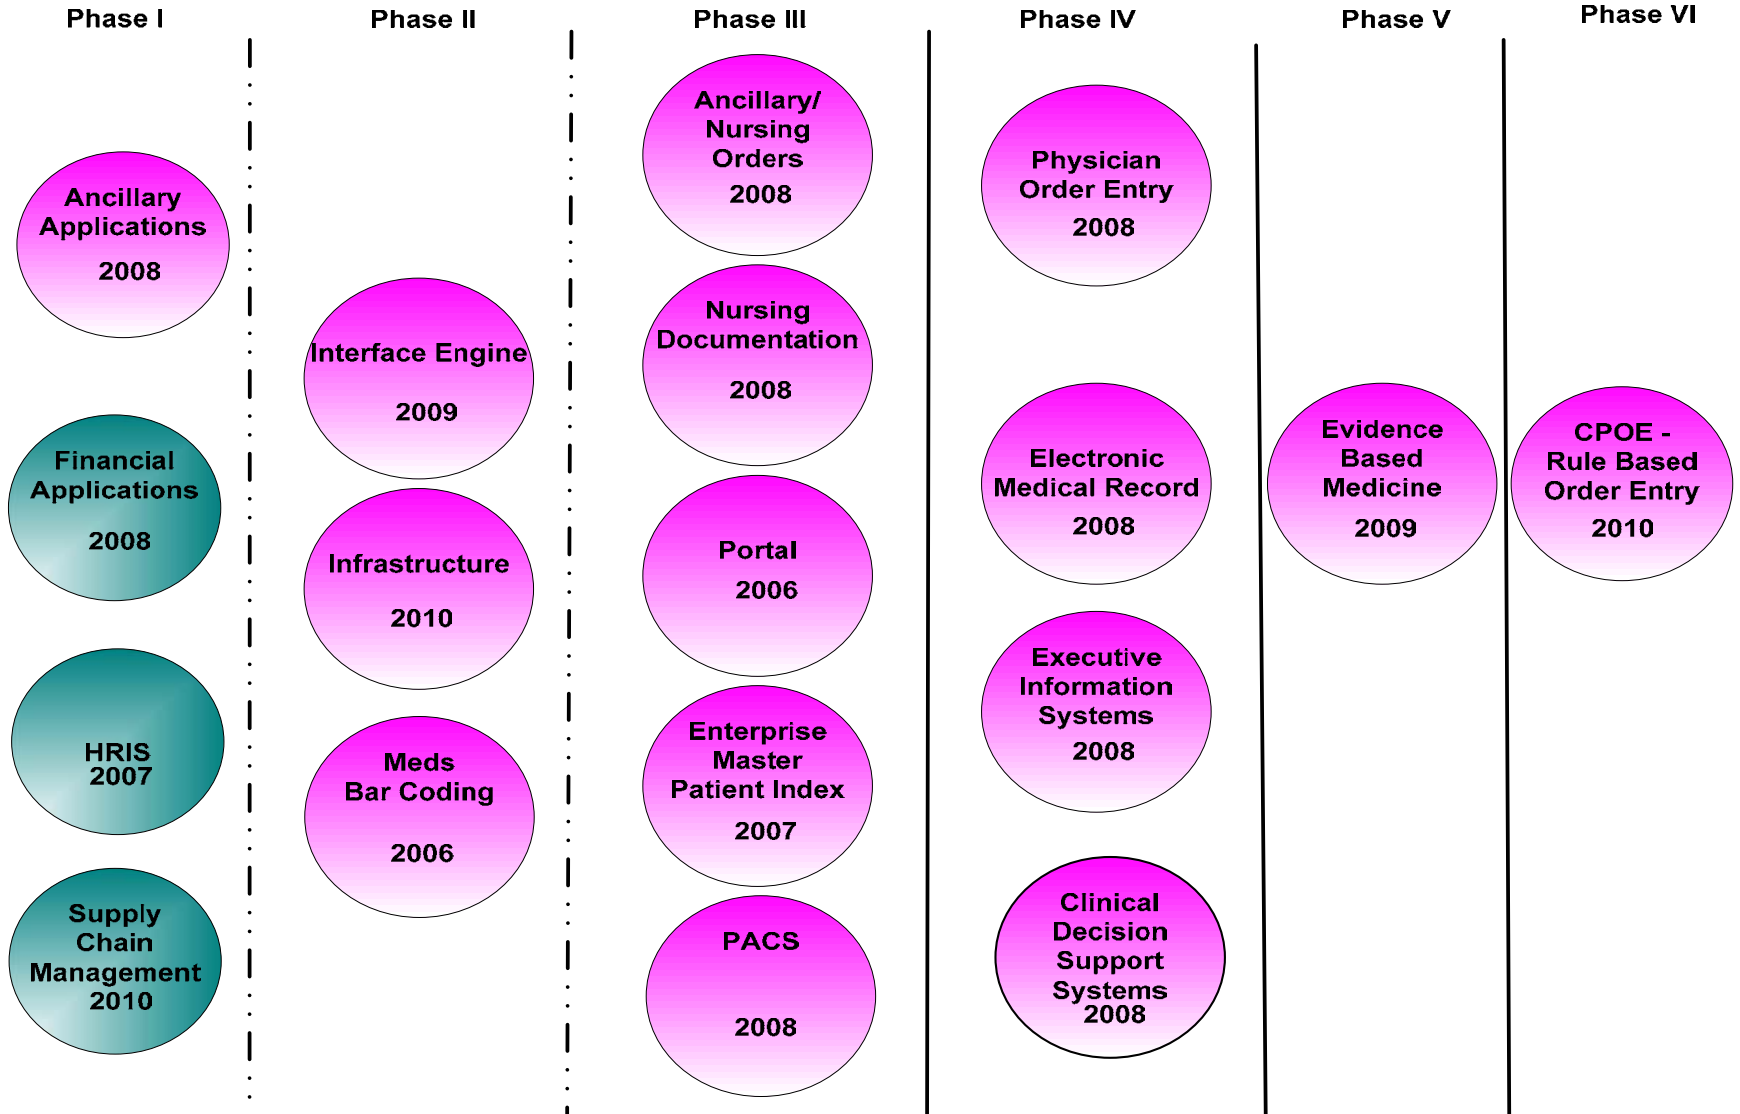 Phase I
Phase II
Phase III
Phase IV
Phase V
Phase VI
Ancillary
Applications
2008
Financial
Applications
2008
HRIS
2007
Supply
Chain
Management
2010
Interface Engine
2009
Infrastructure
2010
Meds
Bar Coding
2006
Ancillary/
Nursing
Orders
2008
Nursing
Documentation
2008
Portal
2006
Enterprise
Master
Patient Index
2007
PACS
2008
Physician
Order Entry
2008
Electronic
Medical Record
2008
Executive
Information
Systems
2008
Clinical
Decision
Support
Systems
2008
Evidence
Based
Medicine
2009
CPOE -
Rule Based
Order Entry
2010